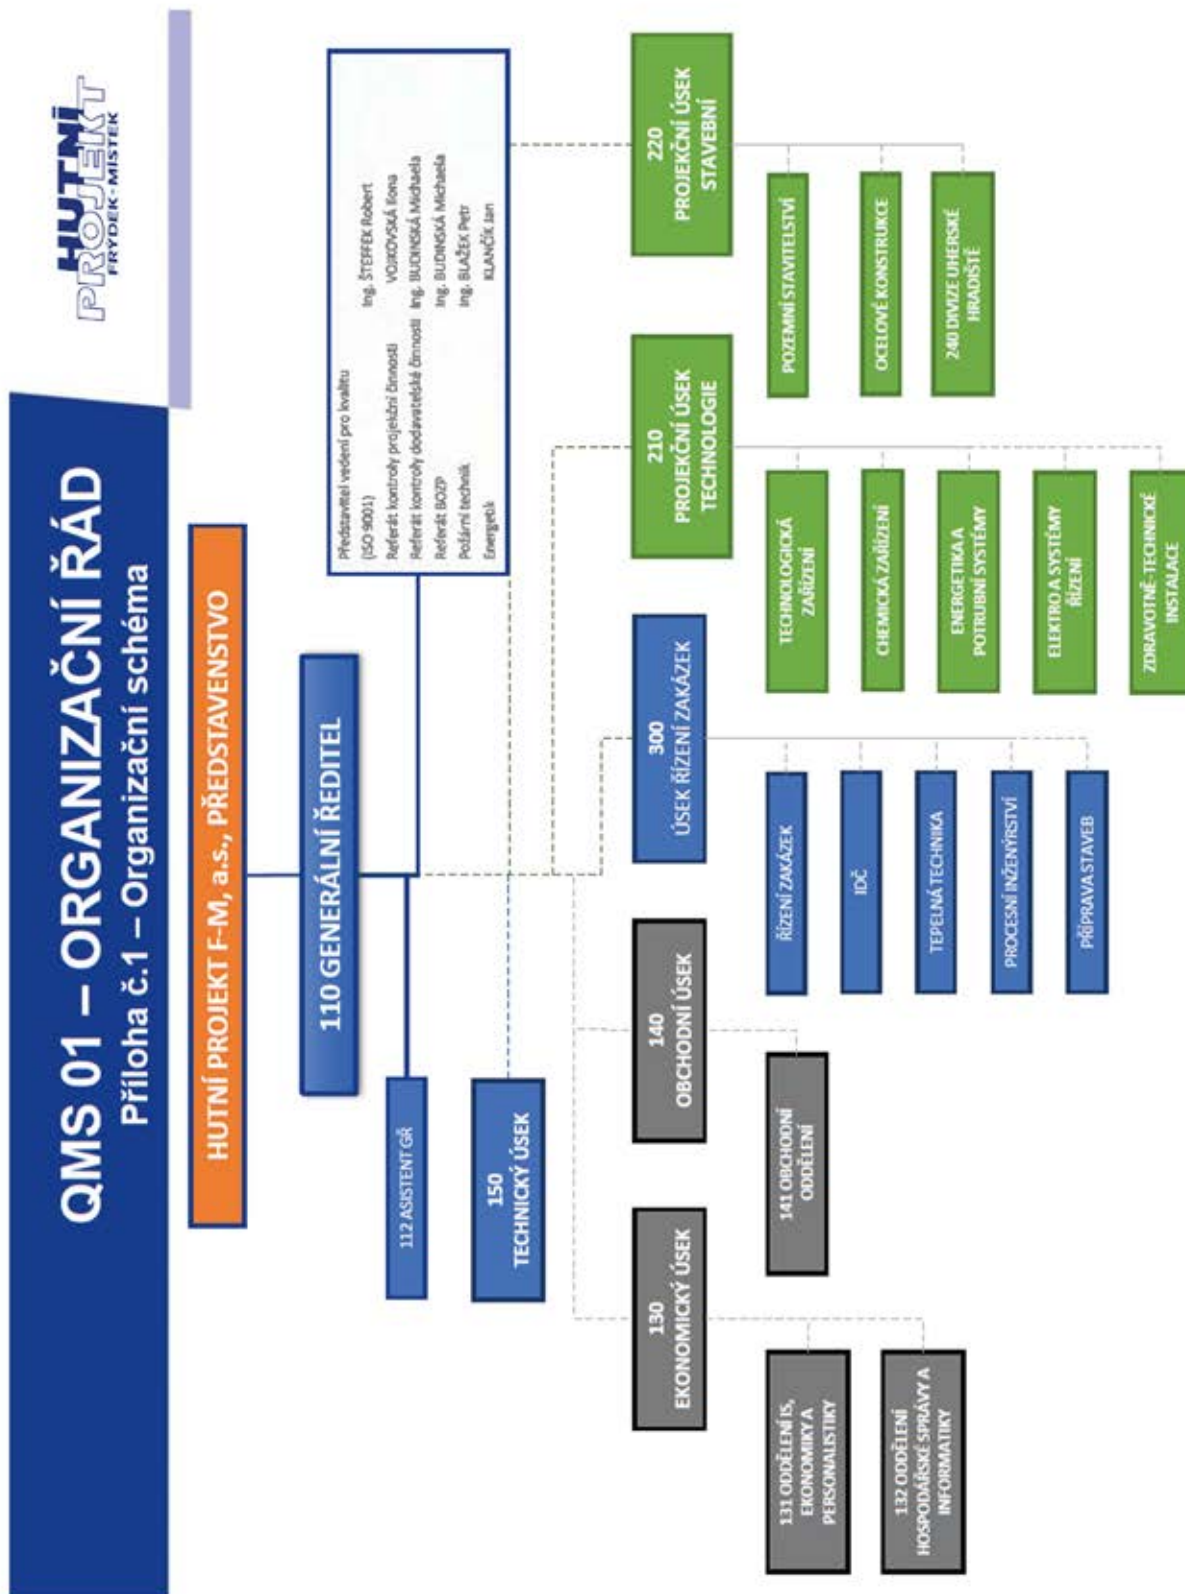 QMS 01 – ORGANIZAČNÍ ŘÁD
Příloha č.1 – Organizační schéma
HUTNÍ
PROJEKT
FRÝDEK-MÍSTEK
HUTNÍ PROJEKT F-M, a.s., PŘEDSTAVENSTVO
110 GENERÁLNÍ ŘEDITEL
Představitel vedení pro kvalitu
(ISO 9001) Ing. ŠTEFFEK Robert
Referát kontroly projekční činnosti VOJKOVSKÁ Ilona
Referát kontroly dodavatelské činnosti Ing. BUDINSKÁ Michaela
Referát BOZP Ing. BUDINSKÁ Michaela
Požární technik Ing. BLAŽEK Petr
Energetik KLANČÍK Jan
112 ASISTENT GŘ
150
TECHNICKÝ ÚSEK
130
EKONOMICKÝ ÚSEK
131 ODDĚLENÍ IS,
EKONOMIKY A
PERSONALISTIKY
132 ODDĚLENÍ
HOSPODÁŘSKÉ SPRÁVY A
INFORMATIKY
140
OBCHODNÍ ÚSEK
141 OBCHODNÍ
ODDĚLENÍ
300
ÚSEK ŘÍZENÍ ZAKÁZEK
ŘÍZENÍ ZAKÁZEK
IDČ
TEPELNÁ TECHNIKA
PROCESNÍ INŽENÝRSTVÍ
PŘÍPRAVA STAVEB
210
PROJEKČNÍ ÚSEK
TECHNOLOGIE
TECHNOLOGICKÁ
ZAŘÍZENÍ
CHEMICKÁ ZAŘÍZENÍ
ENERGETIKA A
POTRUBNÍ SYSTÉMY
ELEKTRO A SYSTÉMY
ŘÍZENÍ
ZDRAVOTNĚ-TECHNICKÉ
INSTALACE
220
PROJEKČNÍ ÚSEK
STAVEBNÍ
POZEMNÍ STAVITELSTVÍ
OCELOVÉ KONSTRUKCE
240 DIVIZE UHERSKÉ
HRADIŠTĚ